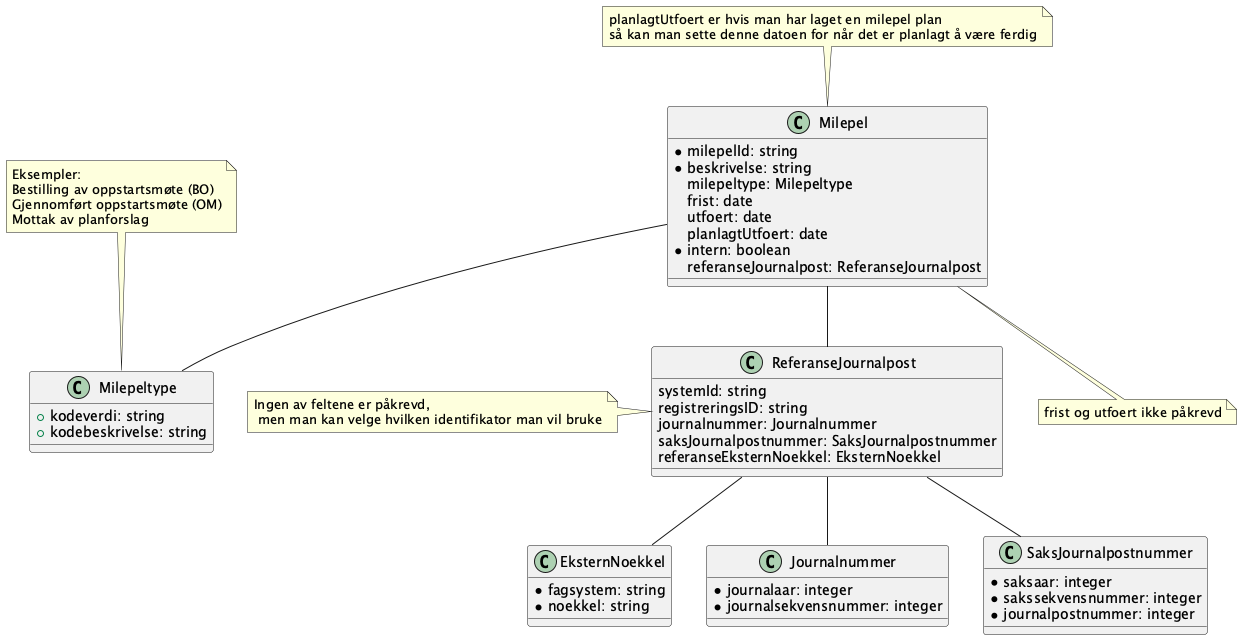 planlagtUtfoert er hvis man har laget en milepel plan
så kan man sette denne datoen for når det er planlagt å være ferdig
C Milepel
milepelId: string
beskrivelse: string
milepeltype: Milepeltype
frist: date
utfoert: date
planlagtUtfoert: date
intern: boolean
referanseJournalpost: ReferanseJournalpost
Eksempler:
Bestilling av oppstartsmøte (BO)
Gjennomført oppstartsmøte (OM)
Mottak av planforslag
C Milepeltype
kodeverdi: string
kodebeskrivelse: string
Ingen av feltene er påkrevd,
men man kan velge hvilken identifikator man vil bruke
C ReferanseJournalpost
systemId: string
registreringsID: string
journalnummer: Journalnummer
saksJournalpostnummer: SaksJournalpostnummer
referanseEksternNoekkel: EksternNoekkel
frist og utfoert ikke påkrevd
C EksternNoekkel
fagsystem: string
noekkel: string
C Journalnummer
journalaar: integer
journalsekvensnummer: integer
C SaksJournalpostnummer
saksaar: integer
sakssekvensnummer: integer
journalpostnummer: integer